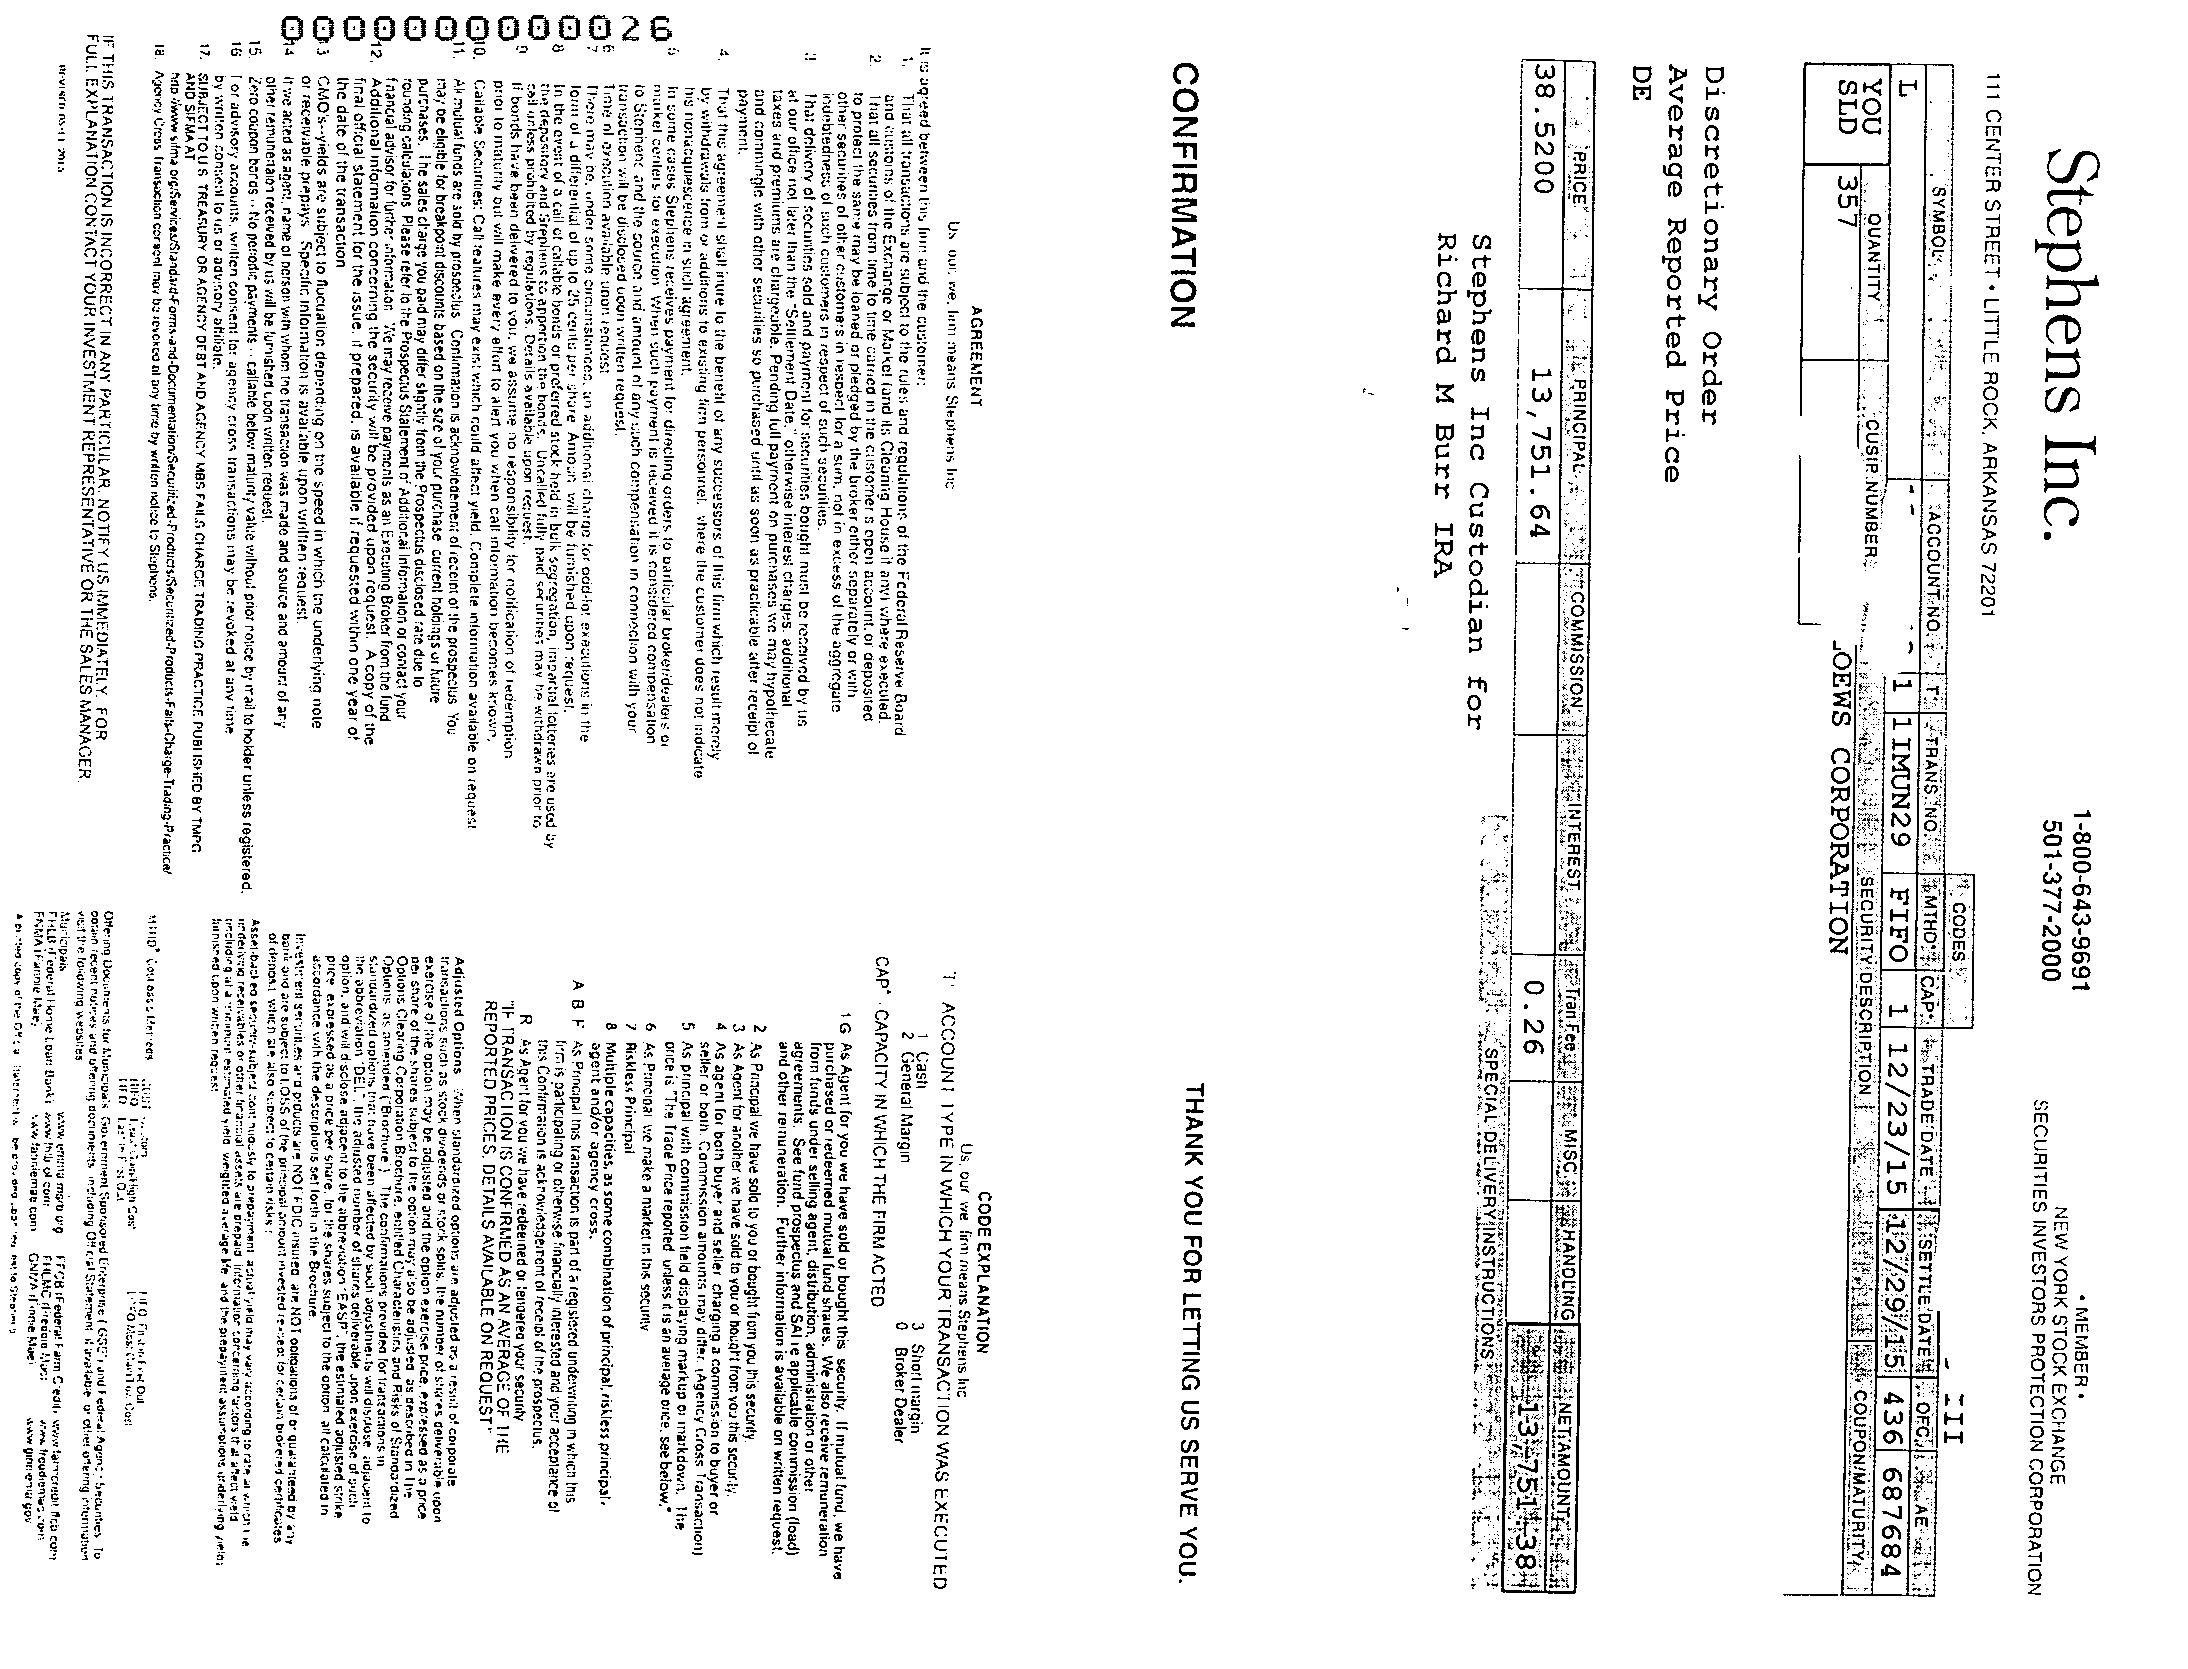 Stephens Inc.
111 CENTER STREET • LITTLE ROCK, ARKANSAS 72201
1-800-643-9691
501-377-2000
• MEMBER •
NEW YORK STOCK EXCHANGE
SECURITIES INVESTORS PROTECTION CORPORATION
CODES
SYMBOL ACCOUNT NO. T* TRANS. NO. MTHD* CAP* TRADE DATE SETTLE DATE OFC. AE
L 1 1IMUN29 FIFO 1 12/23/15 12/29/15 436 687684
QUANTITY CUSIP NUMBER SECURITY DESCRIPTION COUPON/MATURITY
YOU
SLD
357
LOEWS CORPORATION
Discretionary Order
Average Reported Price
DE
PRICE PRINCIPAL COMMISSION INTEREST Tran Fee MISC. HANDLING NET AMOUNT
38.5200 13,751.64 0.26 13,751.38
SPECIAL DELIVERY INSTRUCTIONS
Stephens Inc Custodian for
Richard M Burr IRA
CONFIRMATION
THANK YOU FOR LETTING US SERVE YOU.
AGREEMENT
Us, our, we, firm means Stephens Inc
It is agreed between this firm and the customer:
1. That all transactions are subject to the rules and regulations of the Federal Reserve Board
and customs of the Exchange or Market (and its Clearing House if any) where executed.
2. That all securities from time to time carried in the customer's open account, or deposited
to protect the same may be loaned or pledged by the broker either separately or with
other securities of other customers in respect for a sum, not in excess of the aggregate
indebtedness of such customers in respect of such securities.
That delivery of securities sold and payment for securities bought must be received by us
at our office not later than the "Settlement Date," otherwise interest charges, additional
taxes and premiums are chargeable. Pending full payment on purchases we may hypothecate
and commingle with other securities so purchased until as soon as practicable after receipt of
payment.
4. That this agreement shall inure to the benefit of any successors of this firm which result merely
by withdrawals from or additions to existing firm personnel, where the customer does not indicate
his nonacquiescence in such agreement.
In some cases Stephens receives payment for directing orders to particular broker/dealers or
market centers for execution. When such payment is received it is considered compensation
to Stephens and the source and amount of any such compensation in connection with your
transaction will be disclosed upon written request.
6 Time of execution available upon request
7 There may be, under some circumstances, an additional charge for odd-lot executions in the
form of a differential of up to 25 cents per share. Amount will be furnished upon request.
8 In the event of a call of callable bonds or preferred stock held in bulk segregation, impartial lotteries are used by
the depository and Stephens to apportion the bonds. Uncalled fully paid securities may be withdrawn prior to
call unless prohibited by regulations. Details available upon request.
9 If bonds have been delivered to you, we assume no responsibility for notification of redemption
prior to maturity but will make every effort to alert you when call information becomes known.
10. Callable Securities: Call features may exist which could affect yield. Complete information available on request
11. All mutual funds are sold by prospectus. Confirmation is acknowledgement of receipt of the prospectus. You
may be eligible for breakpoint discounts based on the size of your purchase, current holdings or future
purchases. The sales charge you paid may differ slightly from the Prospectus disclosed rate due to
rounding calculations. Please refer to the Prospectus Statement of Additional Information or contact your
financial advisor for further information. We may receive payments as an Executing Broker from the fund
12. Additional information concerning the security will be provided upon request. A copy of the
final official statement for the issue, if prepared, is available if requested within one year of
the date of the transaction
13 CMO's--yields are subject to fluctuation depending on the speed in which the underlying note
or receivable prepays. Specific information is available upon written request.
14 If we acted as agent, name of person with whom the transaction was made and source and amount of any
other remuneration received by us will be furnished upon written request.
15. Zero coupon bonds -- No periodic payments - callable below maturity value without prior notice by mail to holder unless registered.
16 For advisory accounts, written consent for agency cross transactions may be revoked at any time
by written consent to us or advisory affiliate.
17. SUBJECT TO U.S. TREASURY OR AGENCY DEBT AND AGENCY MBS FAILS CHARGE TRADING PRACTICE PUBLISHED BY TMPG
AND SIFMA AT
http://www.sifma.org/Services/Standard-Forms-and-Documentation/Securitized-Products/Securitized-Products-Fails-Charge-Trading-Practice/
18. Agency Cross Transaction consent may be revoked at any time by written notice to Stephens.
IF THIS TRANSACTION IS INCORRECT IN ANY PARTICULAR, NOTIFY US IMMEDIATELY. FOR
FULL EXPLANATION CONTACT YOUR INVESTMENT REPRESENTATIVE OR THE SALES MANAGER.
00000000026
CODE EXPLANATION
Us, our we firm means Stephens Inc
T* ACCOUNT TYPE IN WHICH YOUR TRANSACTION WAS EXECUTED
1 Cash 3 Short margin
2 General Margin 0 Broker Dealer
CAP* - CAPACITY IN WHICH THE FIRM ACTED
1 G As Agent for you we have sold or bought this security. If mutual fund, we have
purchased or redeemed mutual fund shares. We also receive remuneration
from funds under selling agent, distribution, administration or other
agreements. See fund prospectus and SAI re applicable commission (load)
and other remuneration. Further information is available on written request.
2 As Principal we have sold to you or bought from you this security.
3 As Agent for another we have sold to you or bought from you this security.
4 As agent for both buyer and seller, charging a commission to buyer or
seller or both. Commission amounts may differ. (Agency Cross Transaction)
5 As principal with commission field displaying markup or markdown. The
price is "The Trade Price reported, unless it is an average price, see below."
6 As Principal, we make a market in this security
7 Riskless Principal
8 Multiple capacities, as some combination of principal, riskless principal,
agent and/or agency cross.
A B F As Principal this transaction is part of a registered underwriting in which this
firm is participating or otherwise financially interested and your acceptance of
this Confirmation is acknowledgement of receipt of the prospectus.
R As Agent for you we have redeemed or tendered your security
"IF TRANSACTION IS CONFIRMED AS AN AVERAGE OF THE
REPORTED PRICES, DETAILS AVAILABLE ON REQUEST"
Adjusted Options - When standardized options are adjusted as a result of corporate
transactions such as stock dividends or stock splits, the number of shares deliverable upon
exercise of the option may be adjusted and the option exercise price, expressed as a price
per share of the shares subject to the option may also be adjusted as described in The
Options Clearing Corporation Brochure, entitled Characteristics and Risks of Standardized
Options, as amended ("Brochure"). The confirmations provided for transactions in
standardized options that have been affected by such adjustments will disclose, adjacent to
the abbreviation "DEL", the adjusted number of shares deliverable upon exercise of such
option, and will disclose adjacent to the abbreviation "EASP", the estimated adjusted strike
price, expressed as a price per share, for the shares subject to the option, all calculated in
accordance with the descriptions set forth in the Brochure.
Investment securities and products are NOT FDIC insured, are NOT obligations of or guaranteed by any
bank and are subject to LOSS of the principal amount invested (except for certain brokered certificates
of deposit, which are also subject to certain risks.)